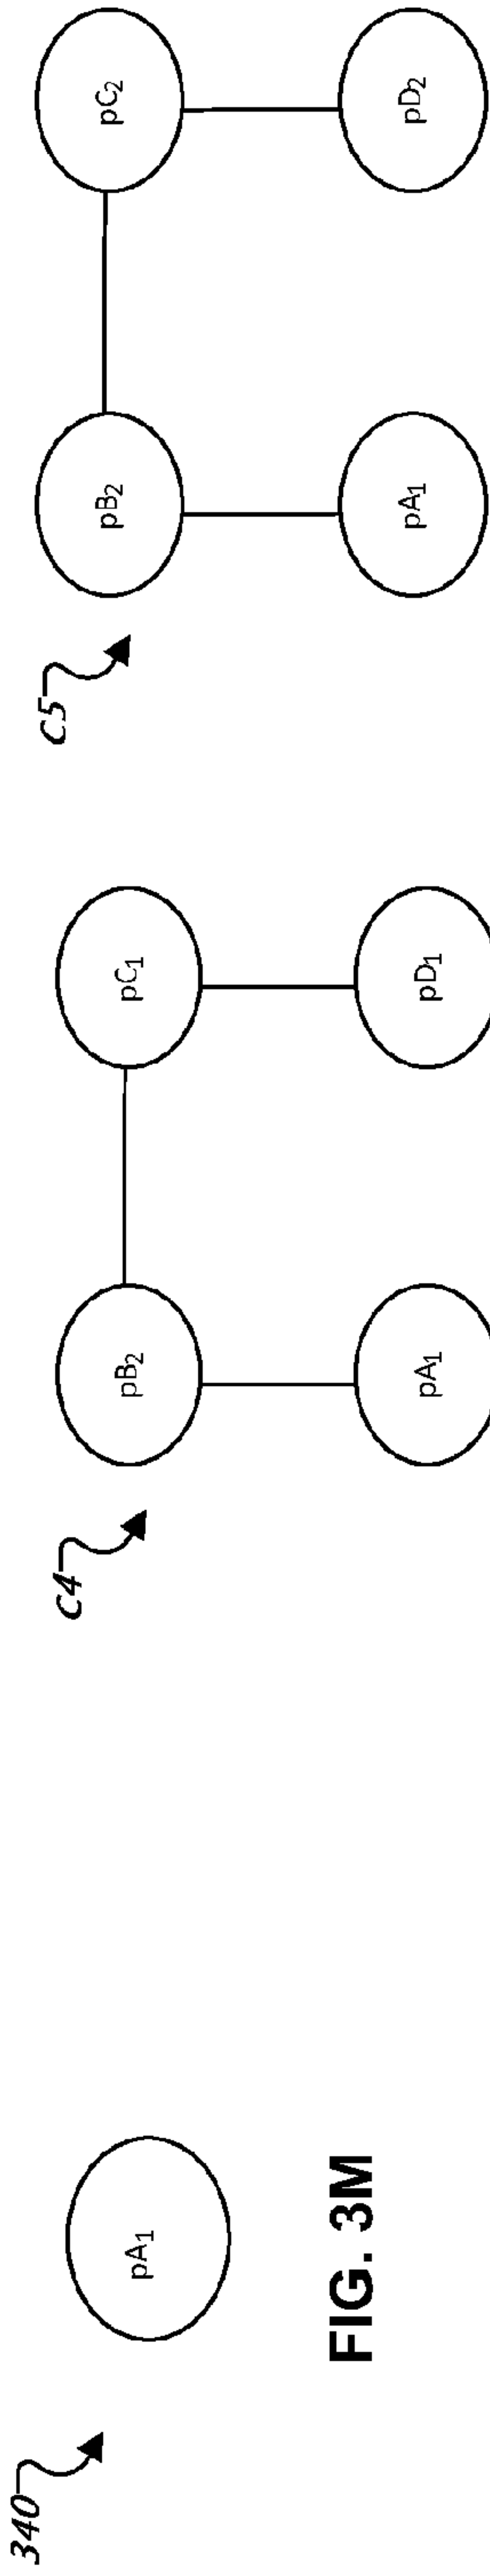 340
pA₁
FIG. 3M
C4
pB₂
pC₁
pA₁
pD₁
C5
pB₂
pC₂
pA₁
pD₂